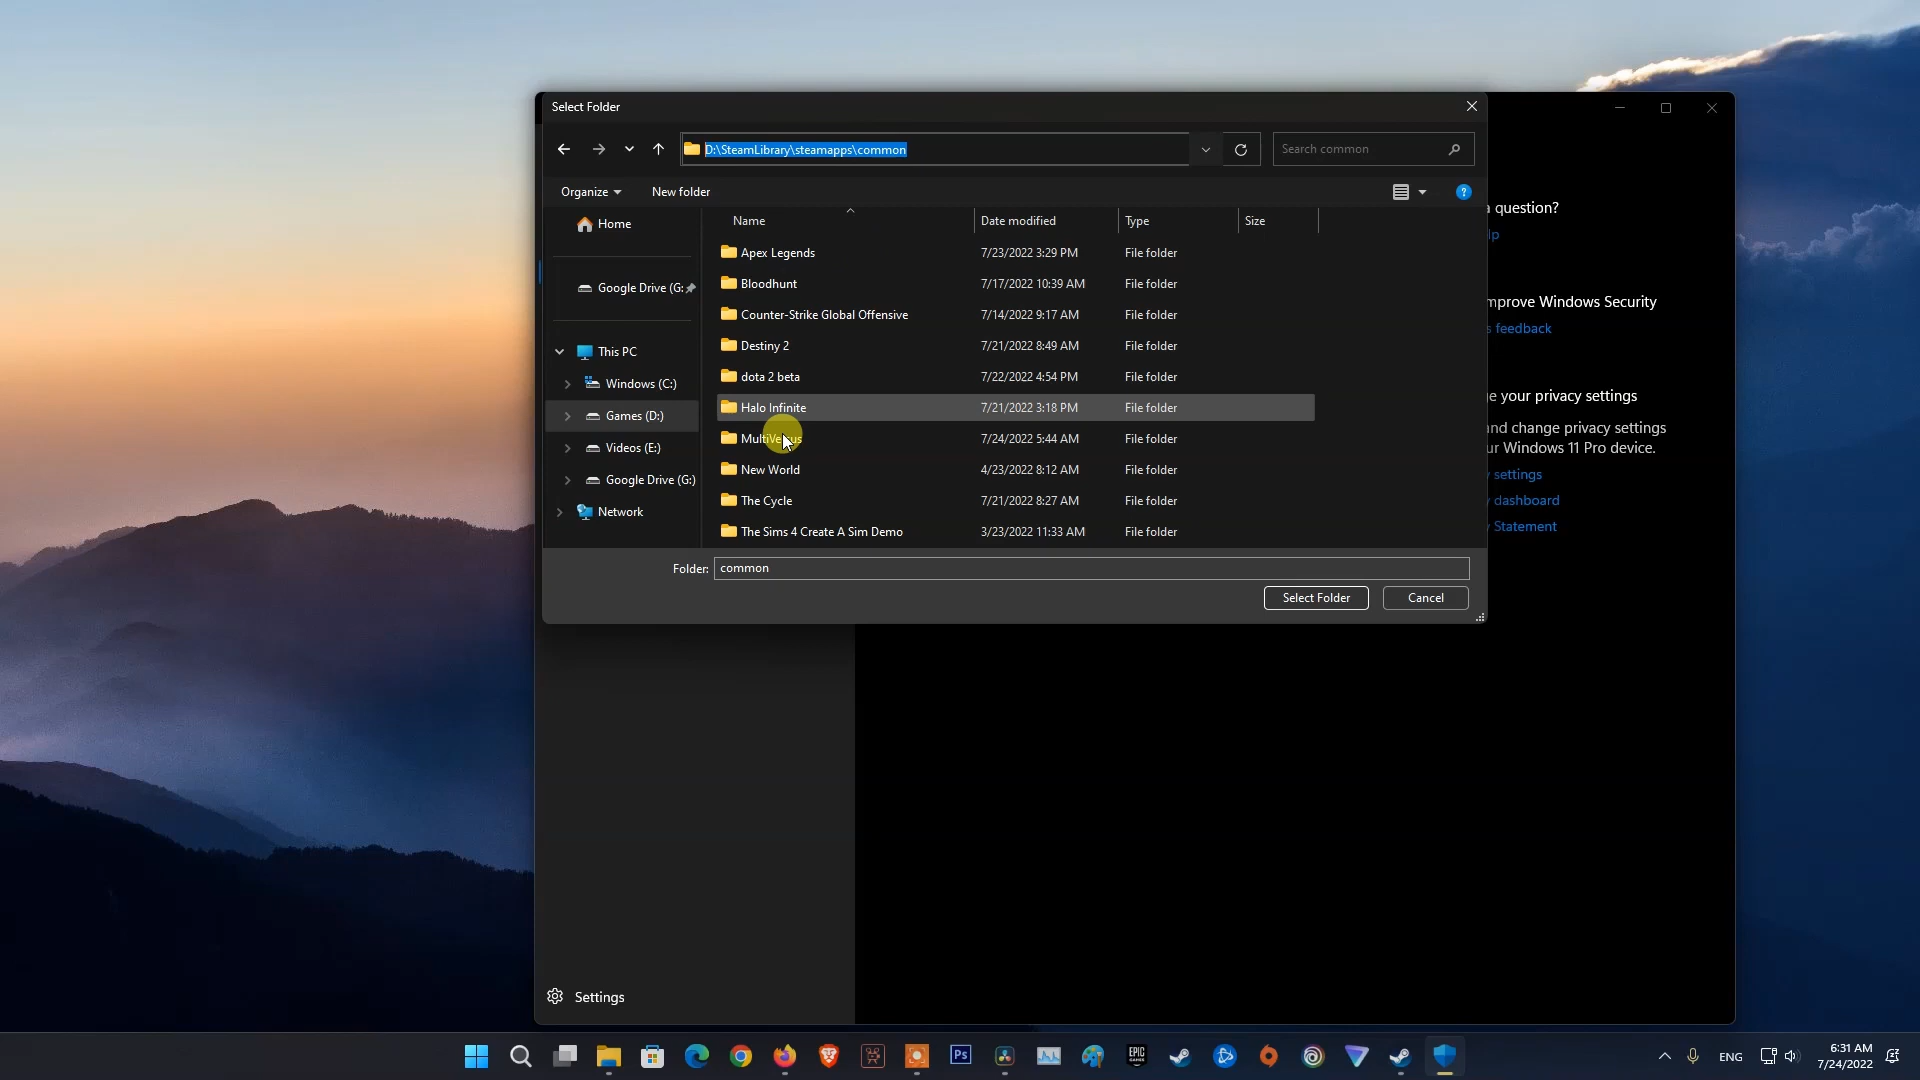 Select Folder
D:\SteamLibrary\steamapps\common
Search common
Organize
New folder
?
Home
Google Drive (G:
This PC
Windows (C:)
Games (D:)
Videos (E:)
Google Drive (G:)
Network
Name Date modified Type Size
Apex Legends 7/23/2022 3:29 PM File folder
Bloodhunt 7/17/2022 10:39 AM File folder
Counter-Strike Global Offensive 7/14/2022 9:17 AM File folder
Destiny 2 7/21/2022 8:49 AM File folder
dota 2 beta 7/22/2022 4:54 PM File folder
Halo Infinite 7/21/2022 3:18 PM File folder
MultiVersus 7/24/2022 5:44 AM File folder
New World 4/23/2022 8:12 AM File folder
The Cycle 7/21/2022 8:27 AM File folder
The Sims 4 Create A Sim Demo 3/23/2022 11:33 AM File folder
Folder: common
Select Folder
Cancel
question?
lp
mprove Windows Security
s feedback
e your privacy settings
nd change privacy settings
ur Windows 11 Pro device.
settings
dashboard
Statement
Settings
Ps
EPIC
GAMES
ENG
6:31 AM
7/24/2022